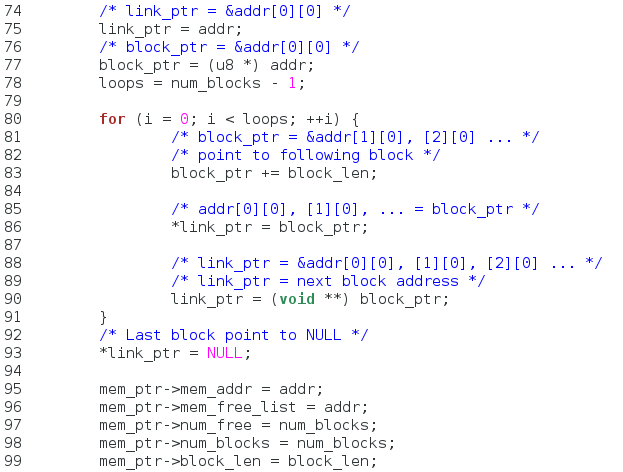 74 /* link_ptr = &addr[0][0] */
75 link_ptr = addr;
76 /* block_ptr = &addr[0][0] */
77 block_ptr = (u8 *) addr;
78 loops = num_blocks - 1;
79
80 for (i = 0; i < loops; ++i) {
81 /* block_ptr = &addr[1][0], [2][0] ... */
82 /* point to following block */
83 block_ptr += block_len;
84
85 /* addr[0][0], [1][0], ... = block_ptr */
86 *link_ptr = block_ptr;
87
88 /* link_ptr = &addr[0][0], [1][0], [2][0] ... */
89 /* link_ptr = next block address */
90 link_ptr = (void **) block_ptr;
91 }
92 /* Last block point to NULL */
93 *link_ptr = NULL;
94
95 mem_ptr->mem_addr = addr;
96 mem_ptr->mem_free_list = addr;
97 mem_ptr->num_free = num_blocks;
98 mem_ptr->num_blocks = num_blocks;
99 mem_ptr->block_len = block_len;